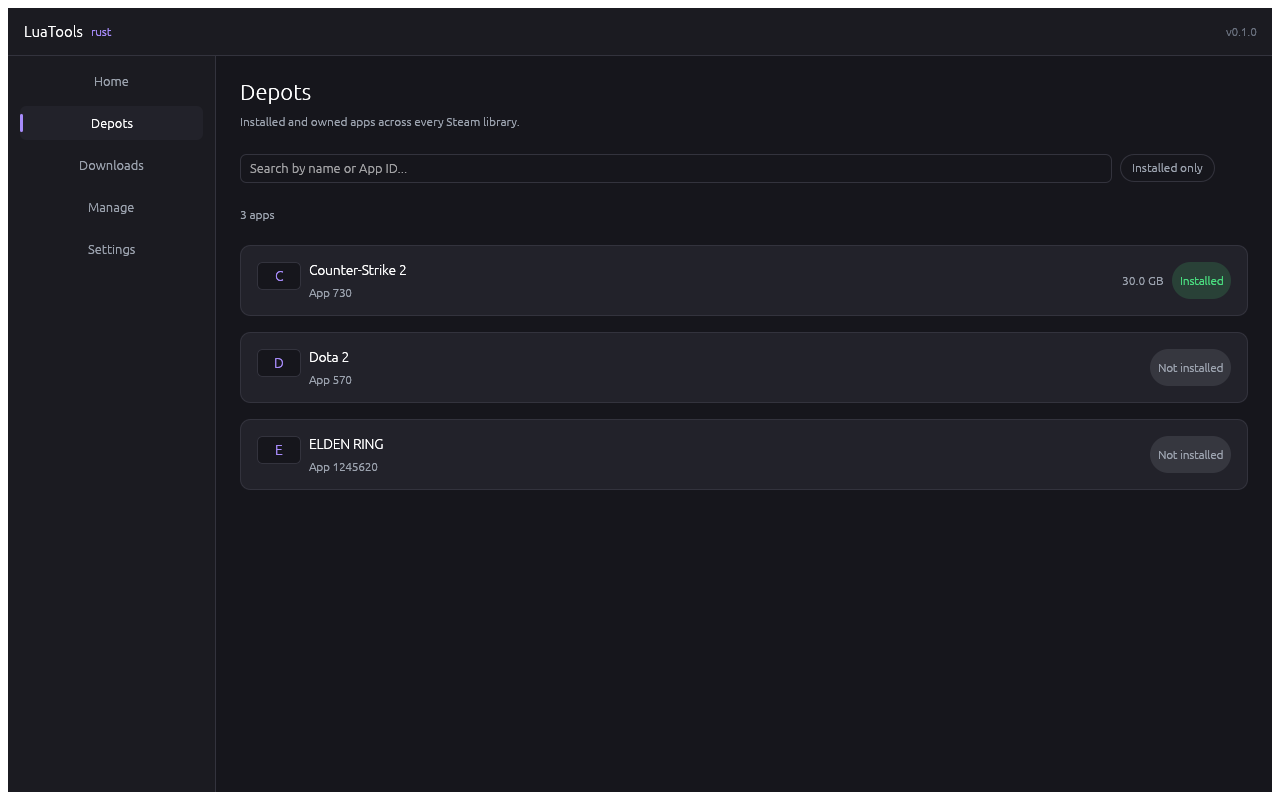 LuaTools rust
v0.1.0
Home
Depots
Downloads
Manage
Settings
Depots
Installed and owned apps across every Steam library.
Search by name or App ID...
Installed only
3 apps
C
Counter-Strike 2
App 730
30.0 GB
Installed
D
Dota 2
App 570
Not installed
E
ELDEN RING
App 1245620
Not installed